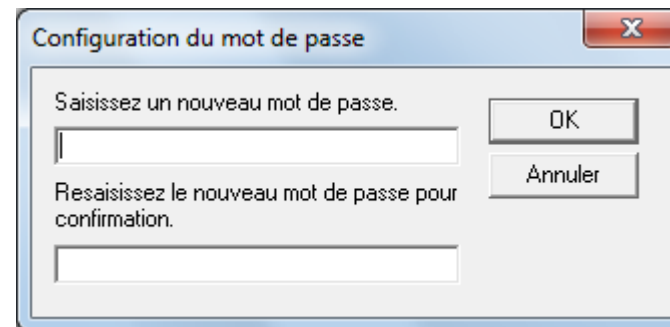 Configuration du mot de passe
Saisissez un nouveau mot de passe.
OK
Annuler
Resaisissez le nouveau mot de passe pour
confirmation.